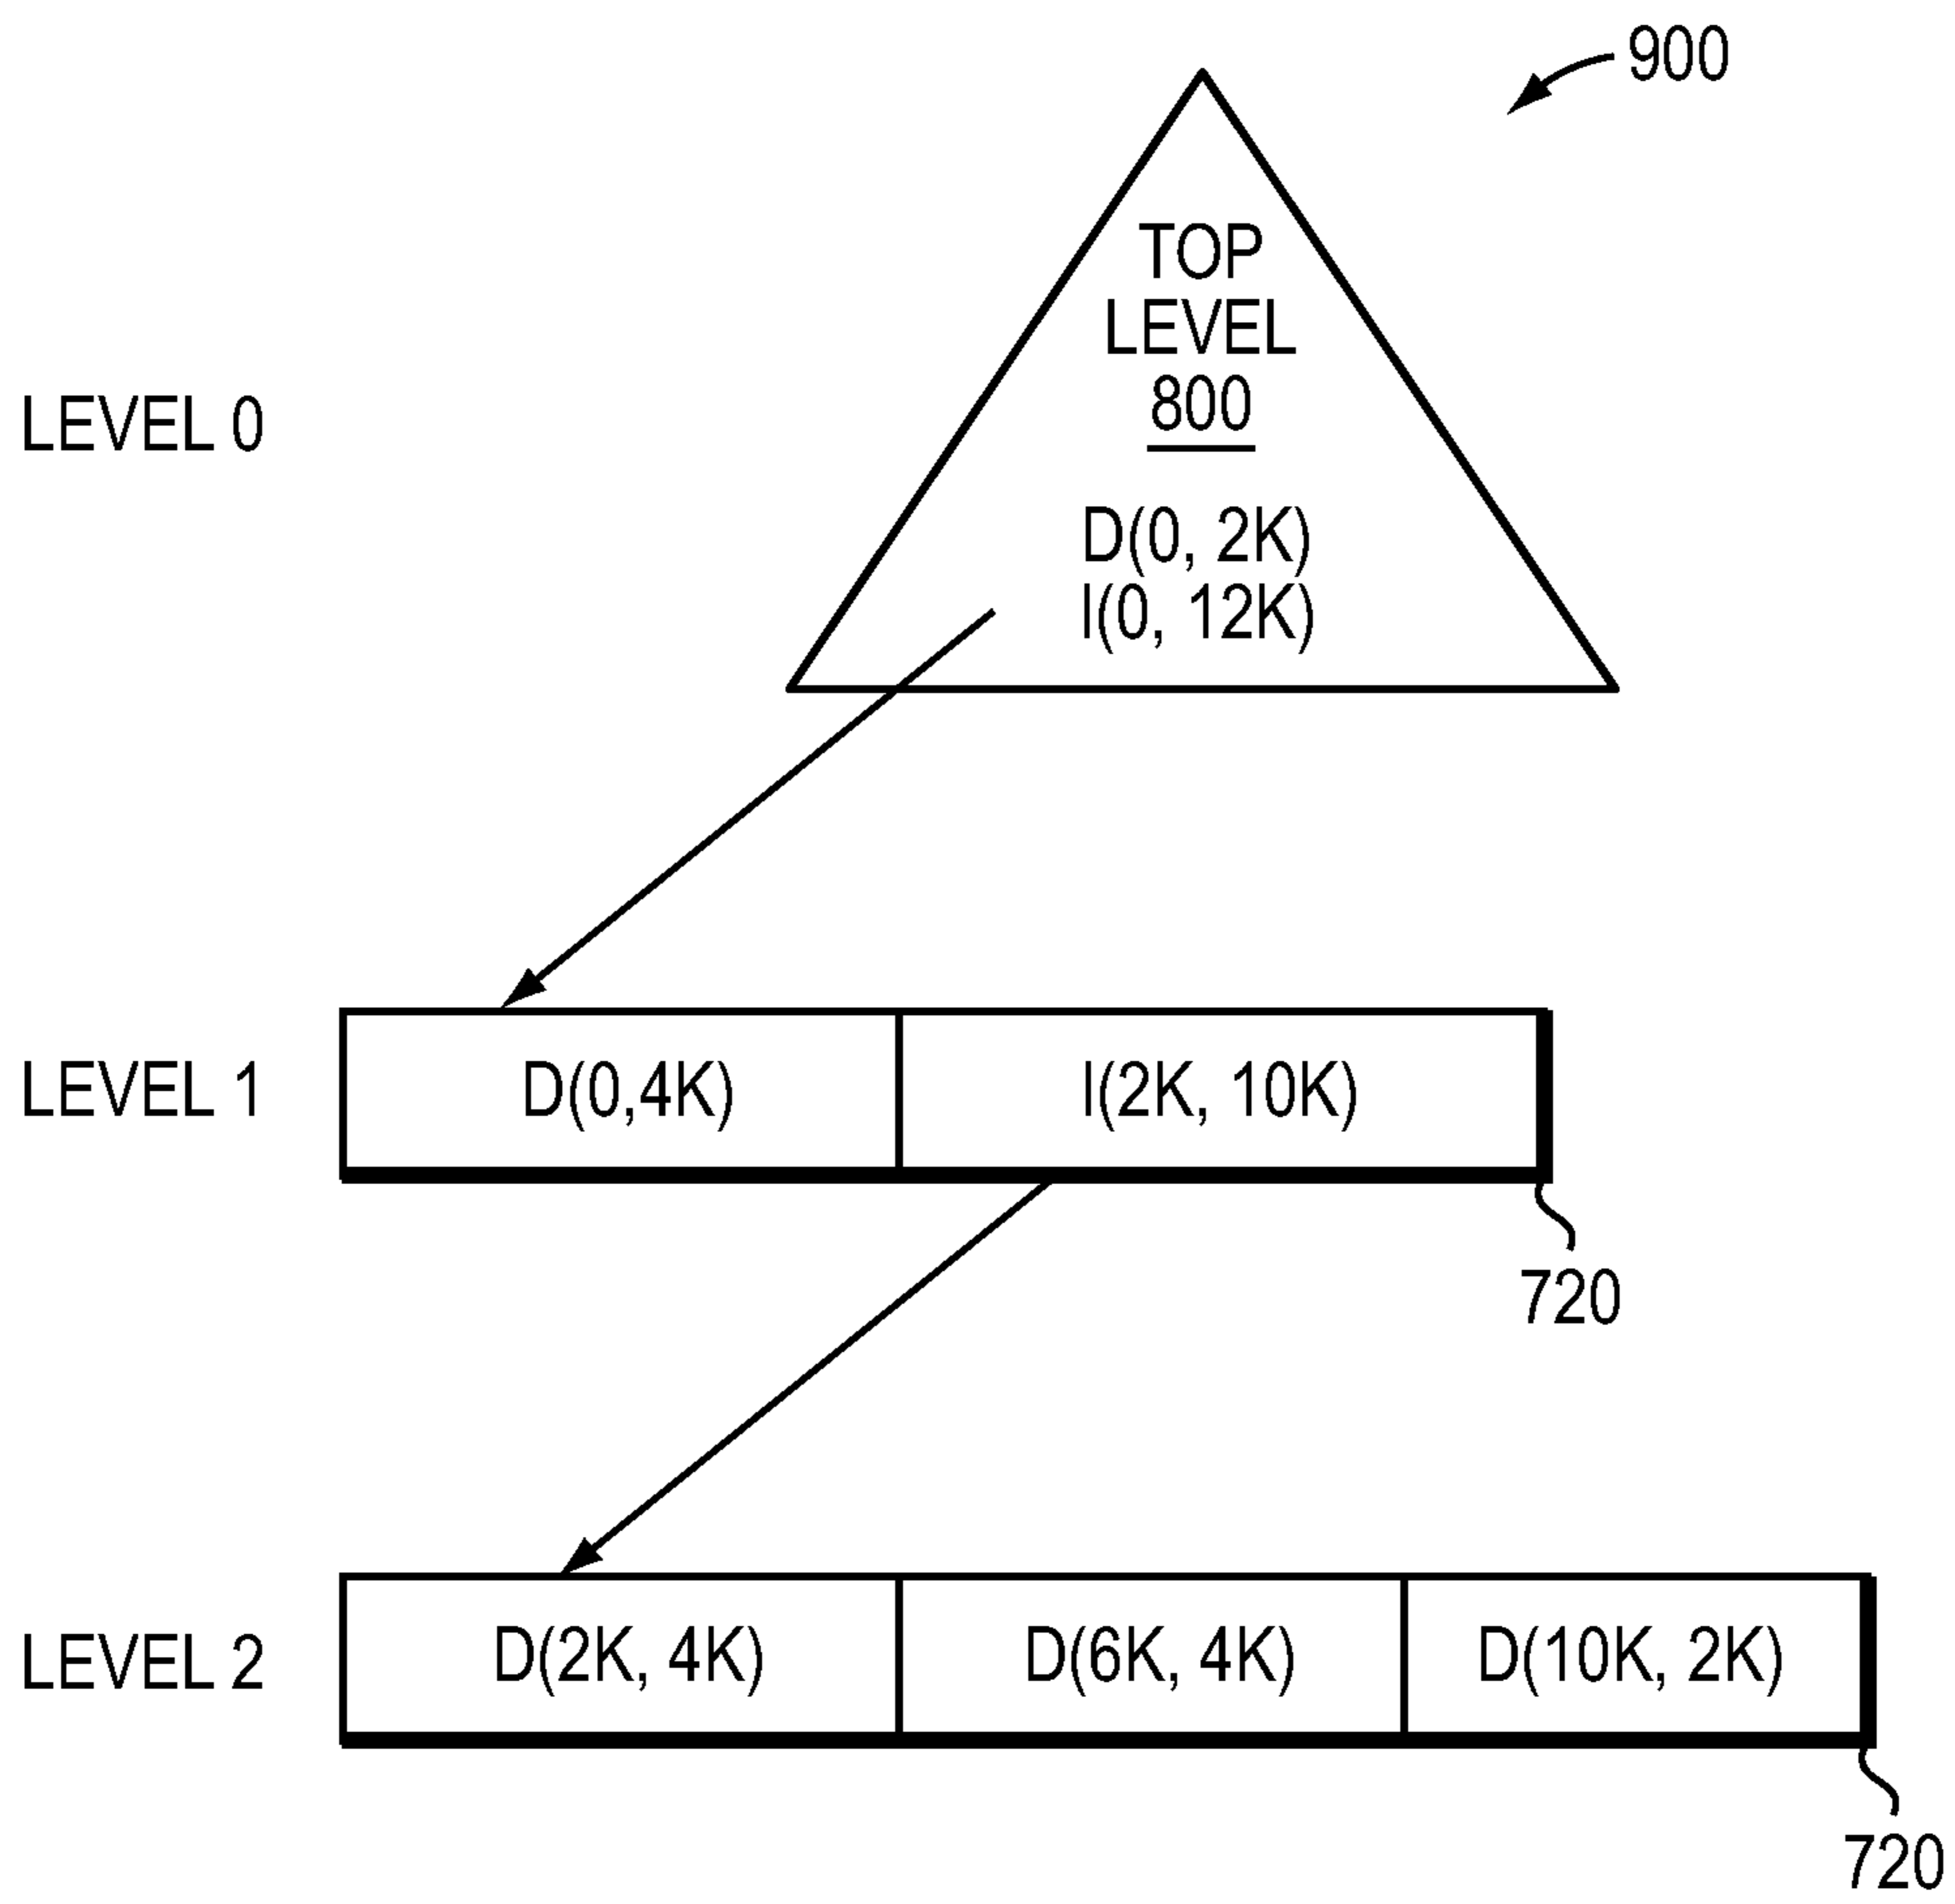 900
TOP
LEVEL
800
LEVEL 0
D(0, 2K)
I(0, 12K)
LEVEL 1
D(0,4K)
I(2K, 10K)
720
LEVEL 2
D(2K, 4K)
D(6K, 4K)
D(10K, 2K)
720